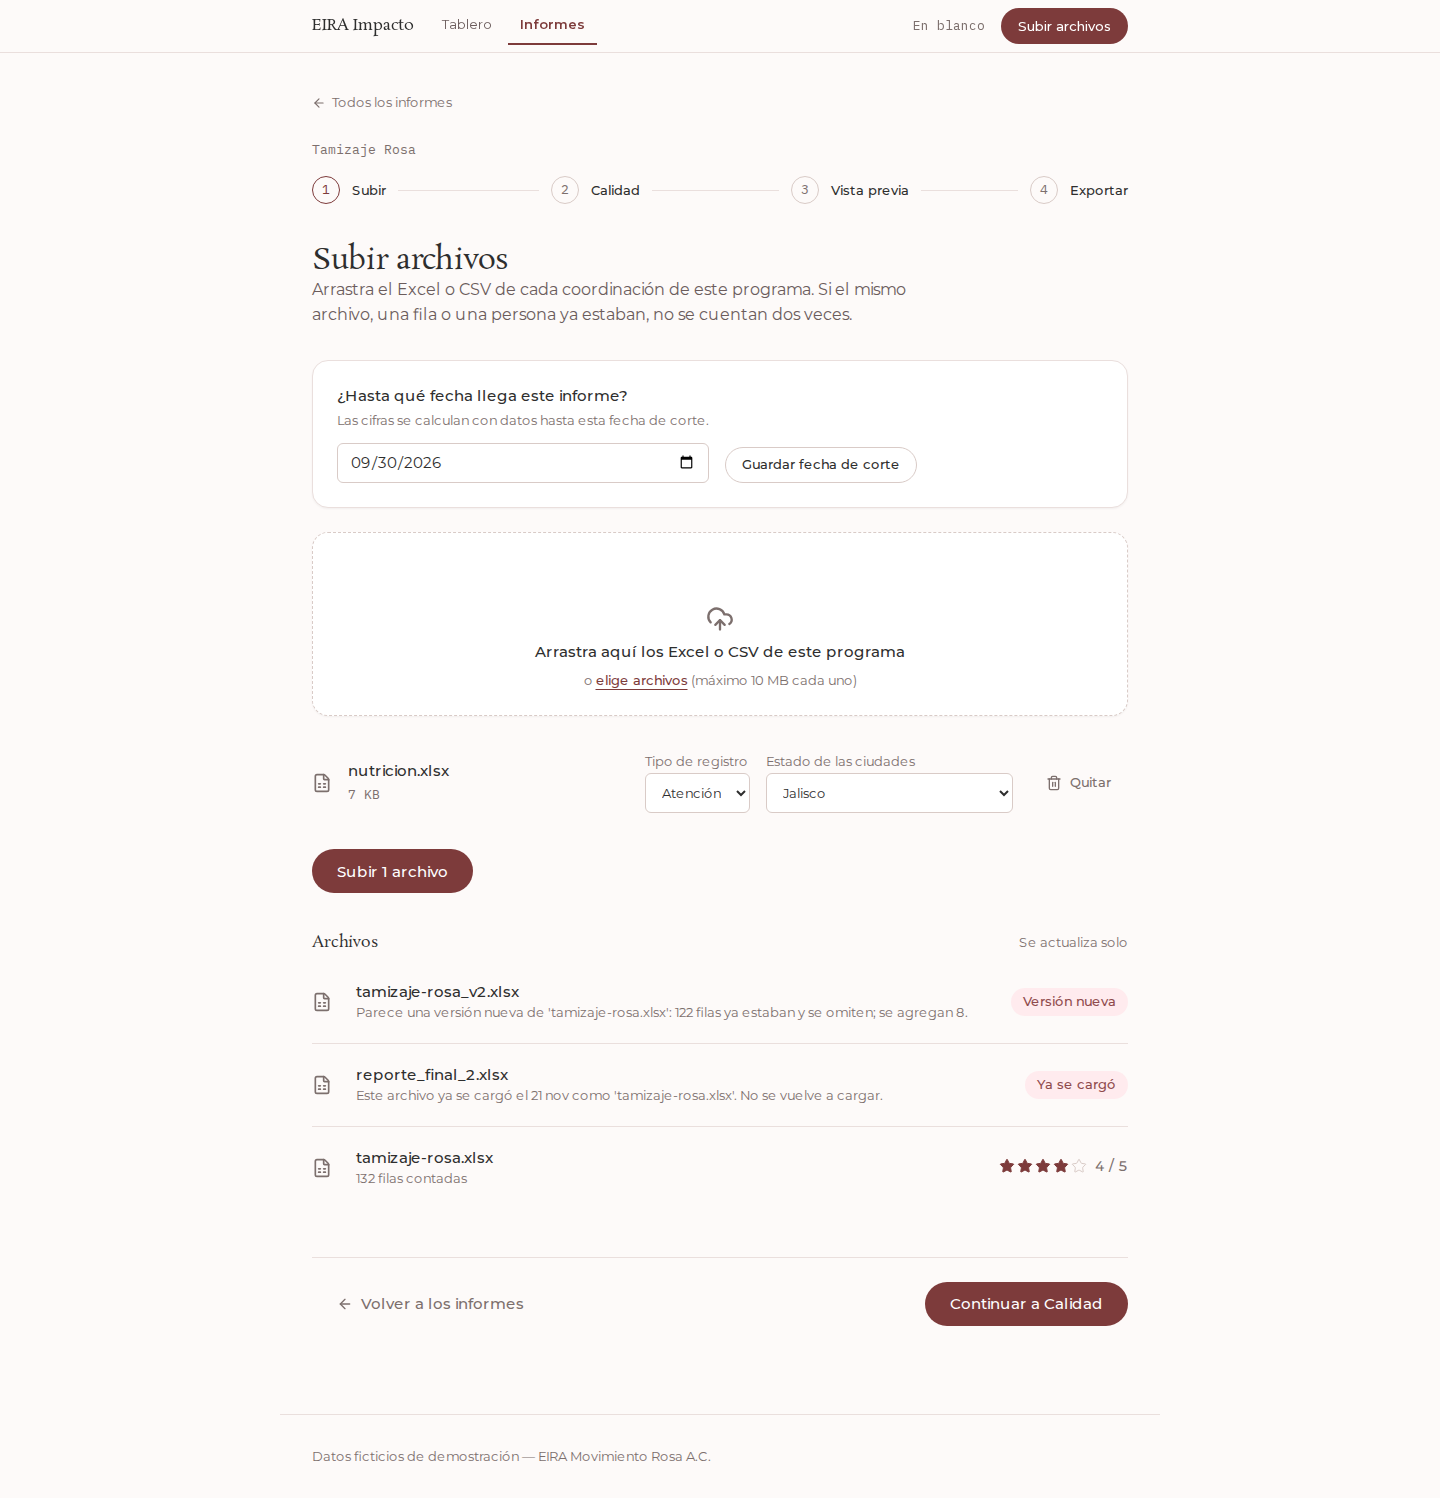 EIRA Impacto Tablero Informes En blanco Subir archivos
Todos los informes
Tamizaje Rosa
1 Subir 2 Calidad 3 Vista previa 4 Exportar
Subir archivos
Arrastra el Excel o CSV de cada coordinación de este programa. Si el mismo
archivo, una fila o una persona ya estaban, no se cuentan dos veces.
¿Hasta qué fecha llega este informe?
Las cifras se calculan con datos hasta esta fecha de corte.
09/30/2026 Guardar fecha de corte
Arrastra aquí los Excel o CSV de este programa
o elige archivos (máximo 10 MB cada uno)
Tipo de registro Estado de las ciudades
nutricion.xlsx
7 KB
Atención Jalisco Quitar
Subir 1 archivo
Archivos Se actualiza solo
tamizaje-rosa_v2.xlsx
Parece una versión nueva de 'tamizaje-rosa.xlsx': 122 filas ya estaban y se omiten; se agregan 8.
Versión nueva
reporte_final_2.xlsx
Este archivo ya se cargó el 21 nov como 'tamizaje-rosa.xlsx'. No se vuelve a cargar.
Ya se cargó
tamizaje-rosa.xlsx
132 filas contadas
4 / 5
Volver a los informes Continuar a Calidad
Datos ficticios de demostración — EIRA Movimiento Rosa A.C.